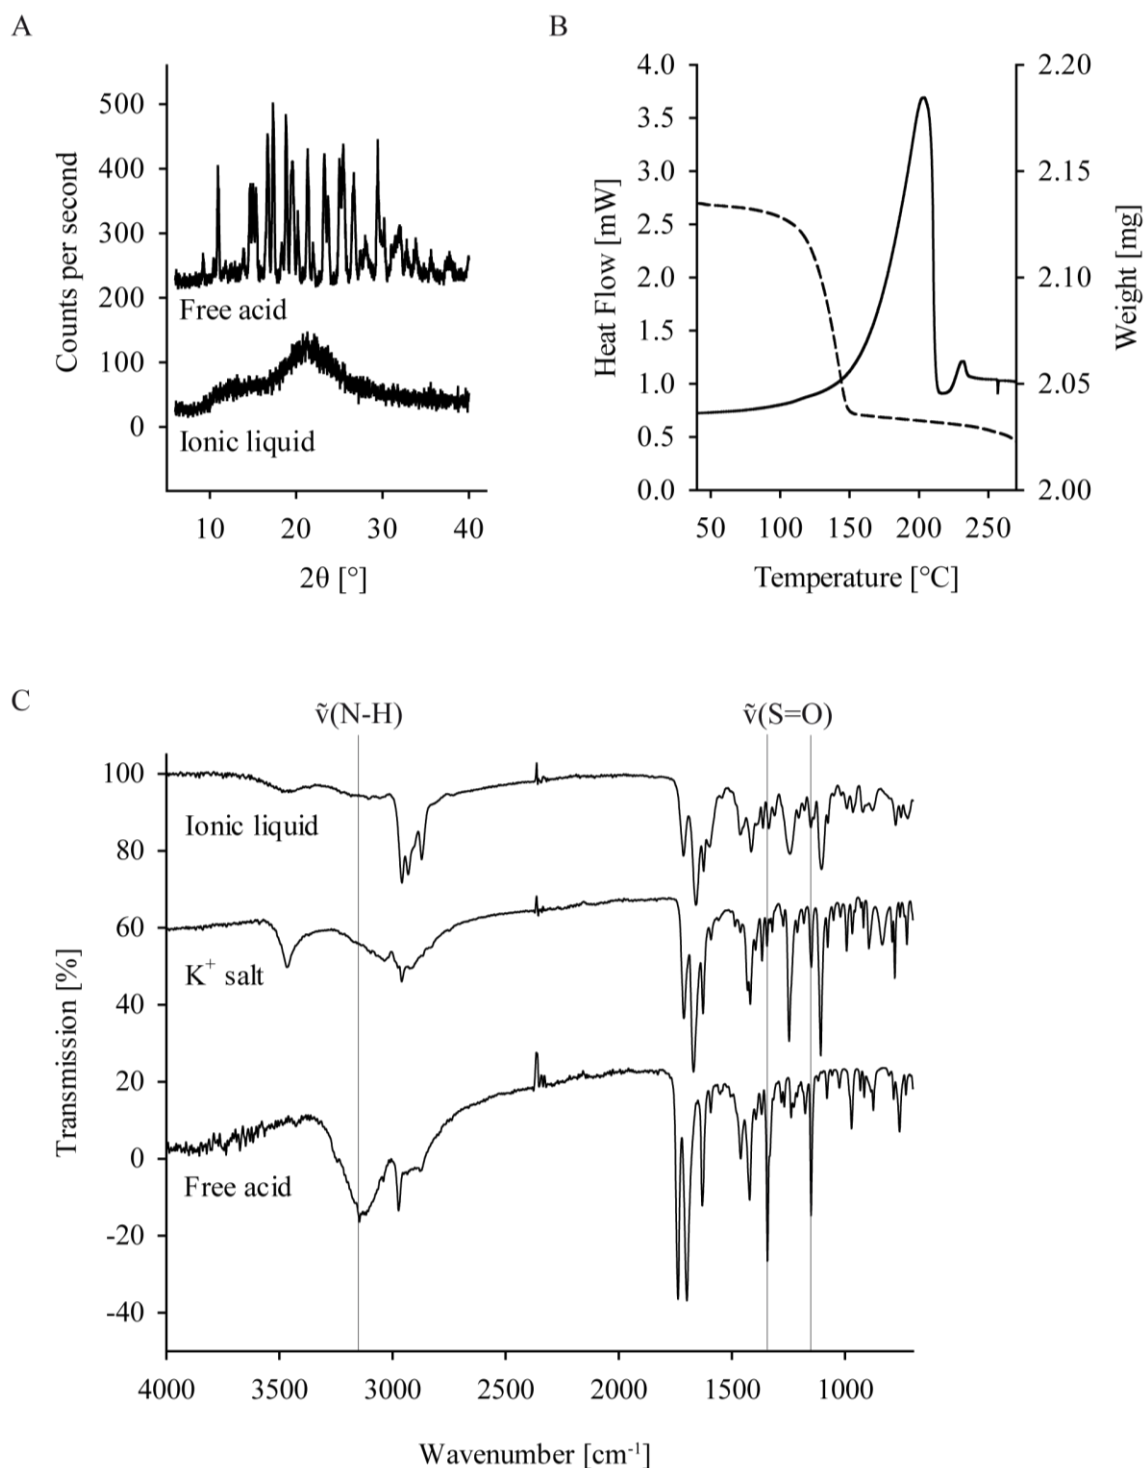 A
B
Counts per second
500
400
300
200
100
0
Free acid
Ionic liquid
10
20
30
40
2θ [°]
Heat Flow [mW]
4.0
3.5
3.0
2.5
2.0
1.5
1.0
0.5
0.0
2.20
2.15
2.10
2.05
2.00
Weight [mg]
50
100
150
200
250
Temperature [°C]
C
ṽ(N-H)
ṽ(S=O)
Transmission [%]
100
80
60
40
20
0
-20
-40
Ionic liquid
K⁺ salt
Free acid
4000
3500
3000
2500
2000
1500
1000
Wavenumber [cm⁻¹]